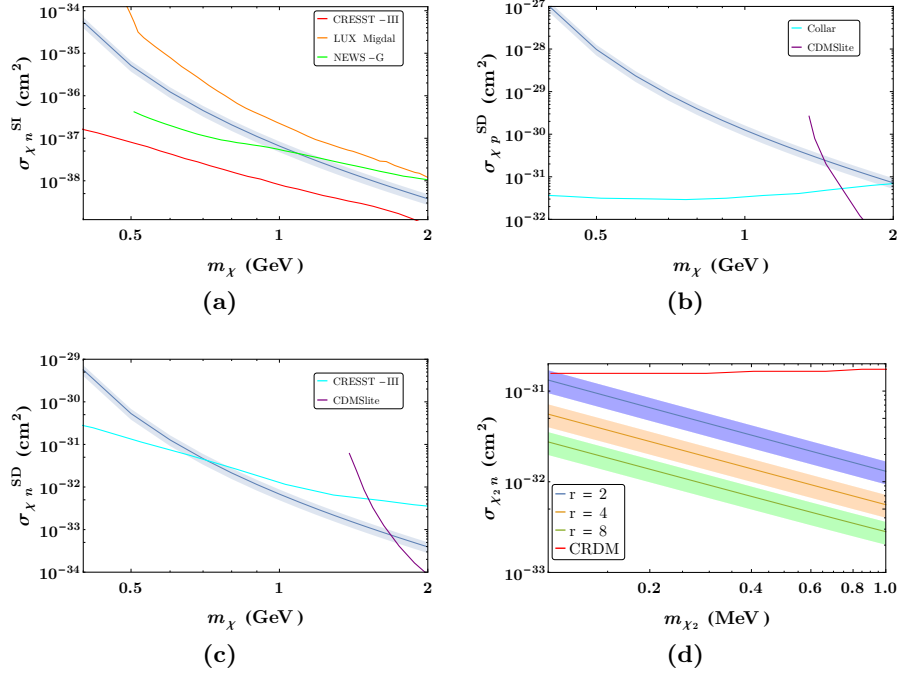 10⁻³⁴
10⁻³⁵
10⁻³⁶
10⁻³⁷
10⁻³⁸
σχ n SI (cm²)
CRESST -III
LUX Migdal
NEWS -G
0.5 1 2
mχ (GeV)
(a)
10⁻²⁷
10⁻²⁸
10⁻²⁹
10⁻³⁰
10⁻³¹
10⁻³²
σχ p SD (cm²)
Collar
CDMSlite
0.5 1 2
mχ (GeV)
(b)
10⁻²⁹
10⁻³⁰
10⁻³¹
10⁻³²
10⁻³³
10⁻³⁴
σχ n SD (cm²)
CRESST -III
CDMSlite
0.5 1 2
mχ (GeV)
(c)
10⁻³¹
10⁻³²
10⁻³³
σχ₂ n (cm²)
r = 2
r = 4
r = 8
CRDM
0.2 0.4 0.6 0.8 1.0
mχ₂ (MeV)
(d)